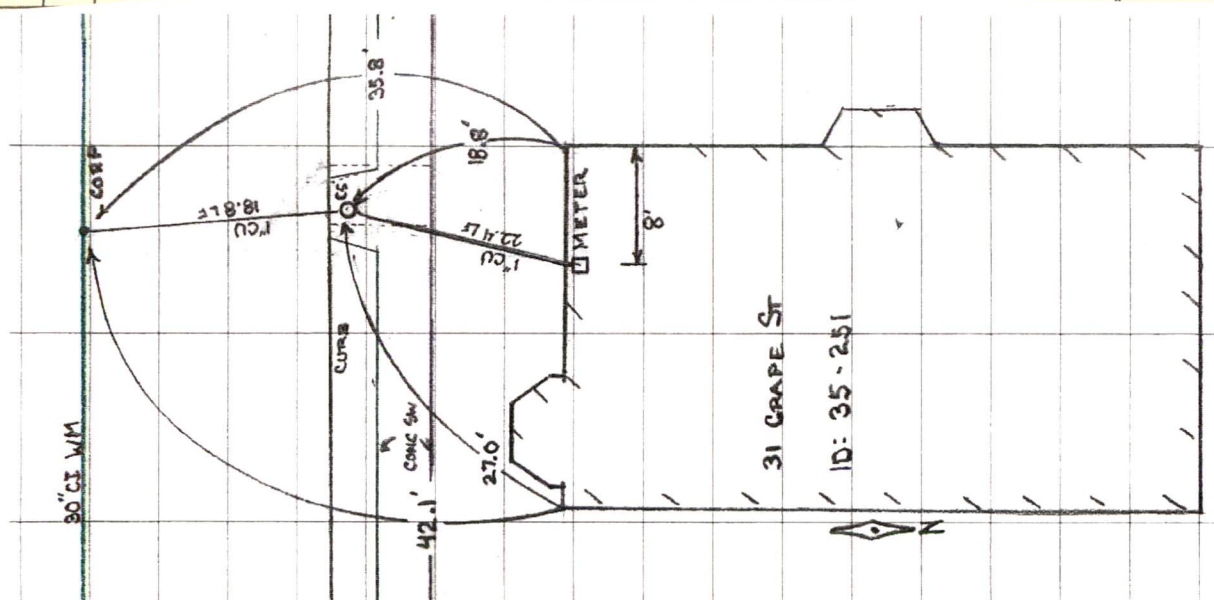 30" CI WM
CORP
18.8 LF
1"CU
CURB
CS
35.8'
18.8'
CONC SW
42.1'
27.0'
22.4 LF
1"CU
METER
8'
31 GRAPE ST
ID: 35-251
N